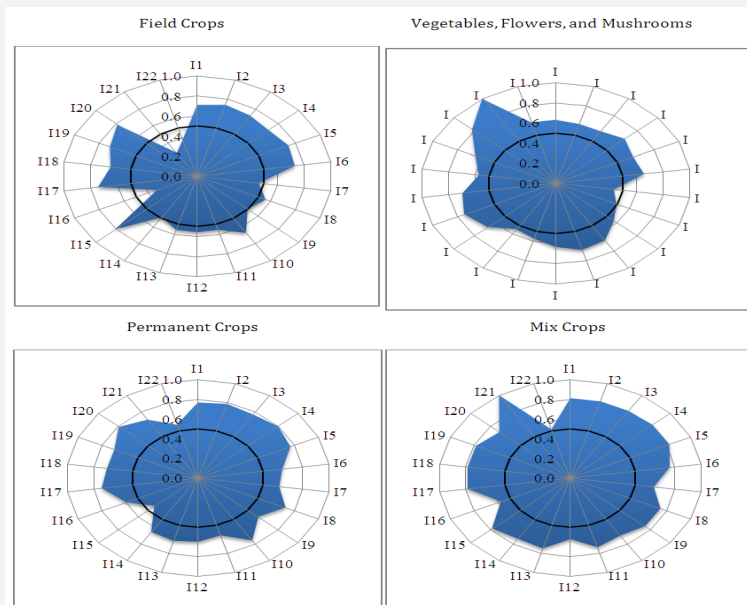 Field Crops
I1
I22 1.0 I2
I21 0.8 I3
I20 0.6 I4
I19 0.4 I5
0.2
I18 0.0 I6
I17 I7
I16 I8
I15 I9
I14 I10
I13 I11
I12
Vegetables, Flowers, and Mushrooms
I
I 1.0 I
I 0.8 I
I 0.6 I
I 0.4 I
0.2
I I
0.0
I I
I I
I I
I I
I I
I
Permanent Crops
I1
I22 1.0 I2
I21 0.8 I3
I20 0.6 I4
I19 0.4 I5
0.2
I18 I6
0.0
I17 I7
I16 I8
I15 I9
I14 I10
I13 I11
I12
Mix Crops
I1
I22 1.0 I2
I21 0.8 I3
I20 0.6 I4
I19 0.4 I5
0.2
I18 I6
0.0
I17 I7
I16 I8
I15 I9
I14 I10
I13 I11
I12